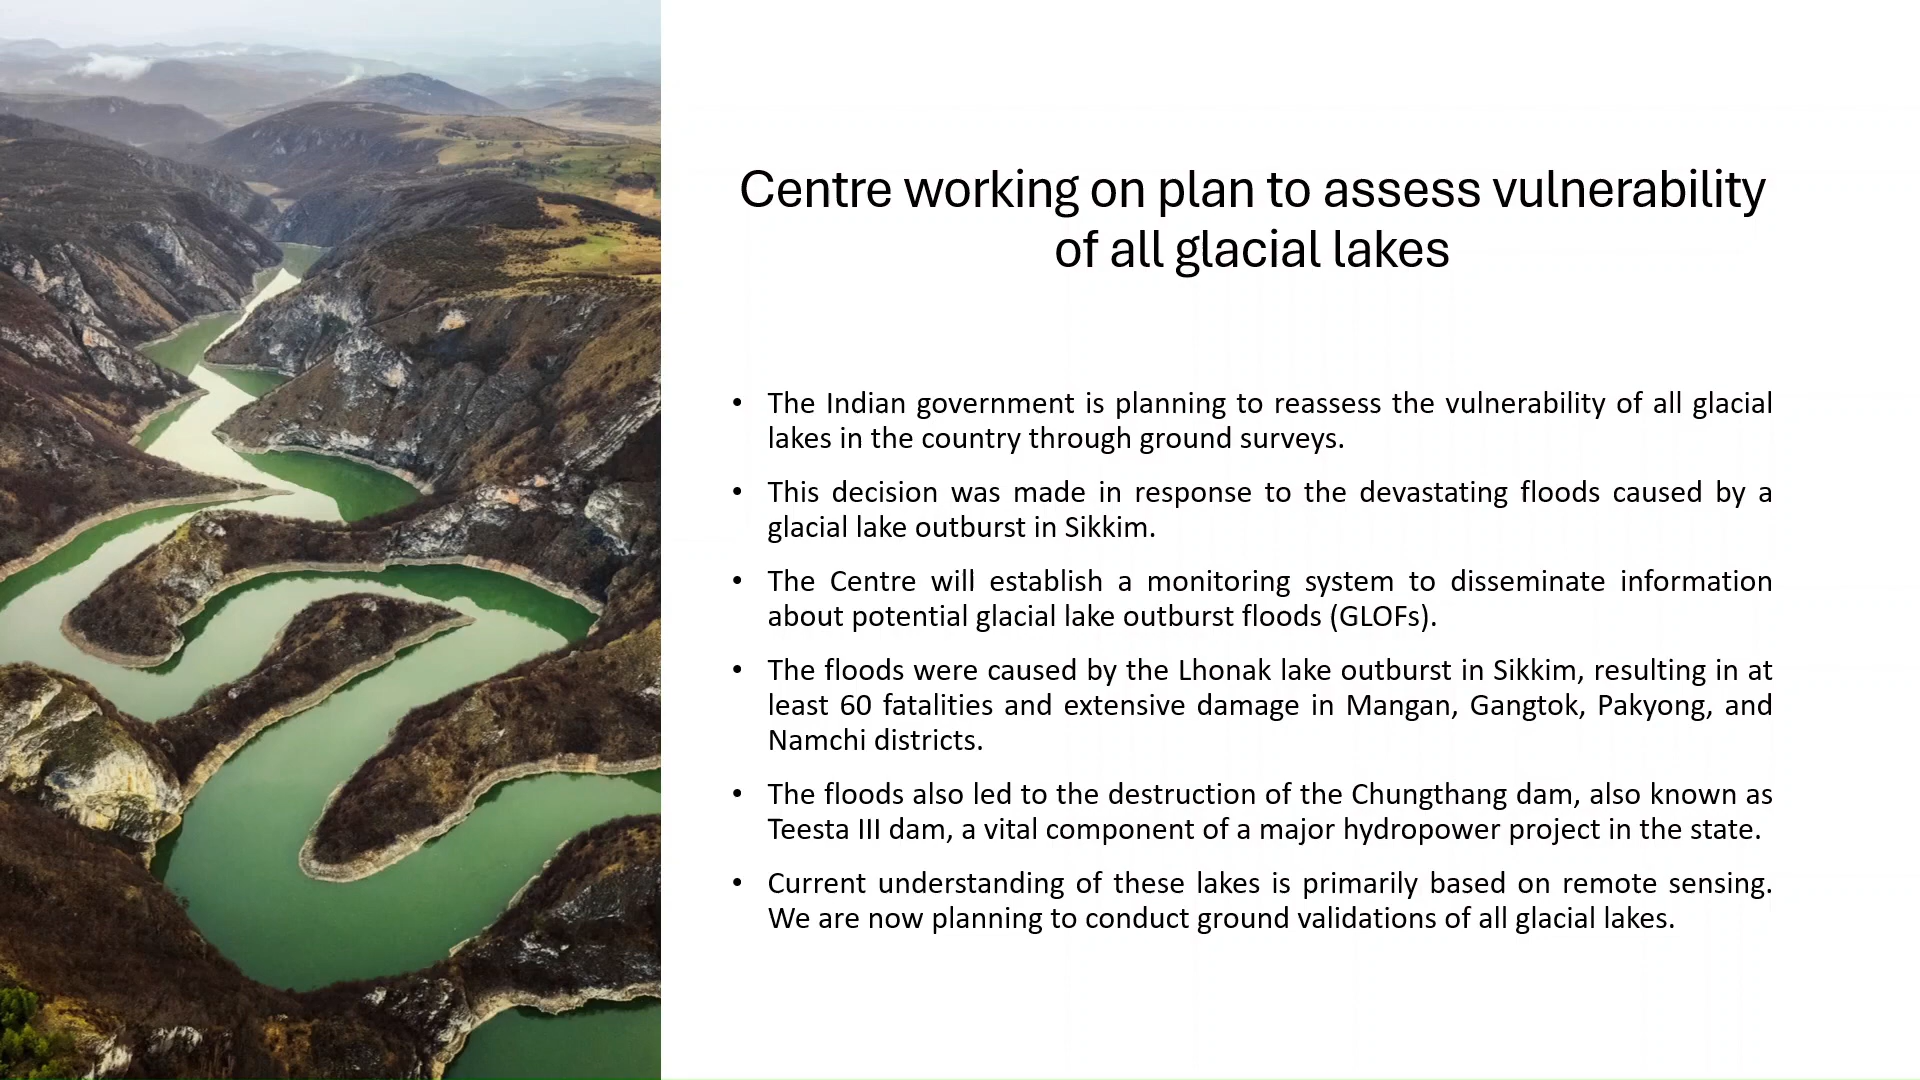 Centre working on plan to assess vulnerability
of all glacial lakes
• The Indian government is planning to reassess the vulnerability of all glacial
lakes in the country through ground surveys.
• This decision was made in response to the devastating floods caused by a
glacial lake outburst in Sikkim.
• The Centre will establish a monitoring system to disseminate information
about potential glacial lake outburst floods (GLOFs).
• The floods were caused by the Lhonak lake outburst in Sikkim, resulting in at
least 60 fatalities and extensive damage in Mangan, Gangtok, Pakyong, and
Namchi districts.
• The floods also led to the destruction of the Chungthang dam, also known as
Teesta III dam, a vital component of a major hydropower project in the state.
• Current understanding of these lakes is primarily based on remote sensing.
We are now planning to conduct ground validations of all glacial lakes.